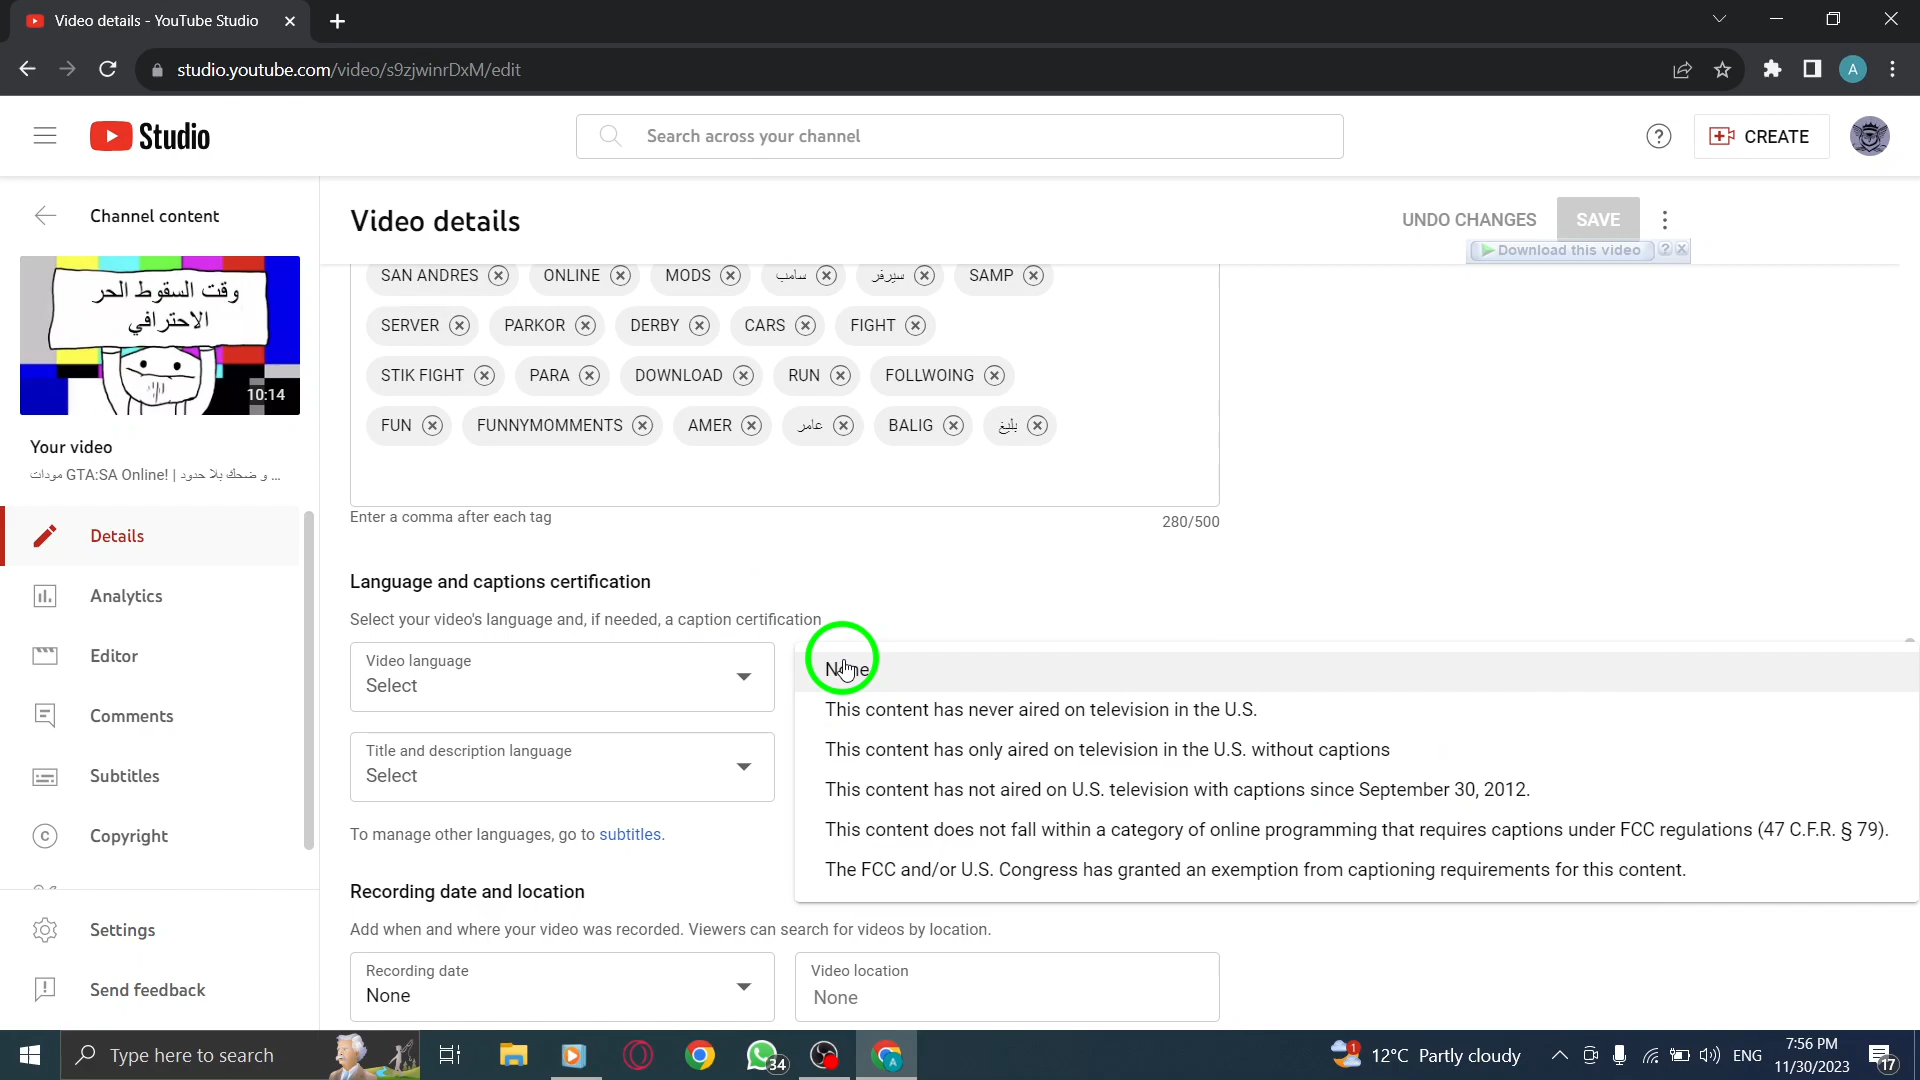 Video details - YouTube Studio
studio.youtube.com/video/s9zjwinrDxM/edit
A
Studio
Search across your channel
CREATE
Channel content
Video details
UNDO CHANGES
SAVE
Download this video
وقت السقوط الحر
الاحترافي
10:14
SAN ANDRES ONLINE MODS سامب سيرفر SAMP
SERVER PARKOR DERBY CARS FIGHT
STIK FIGHT PARA DOWNLOAD RUN FOLLWOING
FUN FUNNYMOMMENTS AMER عامر BALIG بليغ
Your video
مودات GTA:SA Online! | و ضحك بلا حدود ...
Enter a comma after each tag
280/500
Details
Analytics
Editor
Comments
Subtitles
Copyright
Settings
Send feedback
Language and captions certification
Select your video's language and, if needed, a caption certification
Video language
Select
Title and description language
Select
To manage other languages, go to subtitles.
None
This content has never aired on television in the U.S.
This content has only aired on television in the U.S. without captions
This content has not aired on U.S. television with captions since September 30, 2012.
This content does not fall within a category of online programming that requires captions under FCC regulations (47 C.F.R. § 79).
The FCC and/or U.S. Congress has granted an exemption from captioning requirements for this content.
Recording date and location
Add when and where your video was recorded. Viewers can search for videos by location.
Recording date
None
Video location
None
Type here to search
34
A
1
12°C Partly cloudy
ENG
7:56 PM
11/30/2023
17